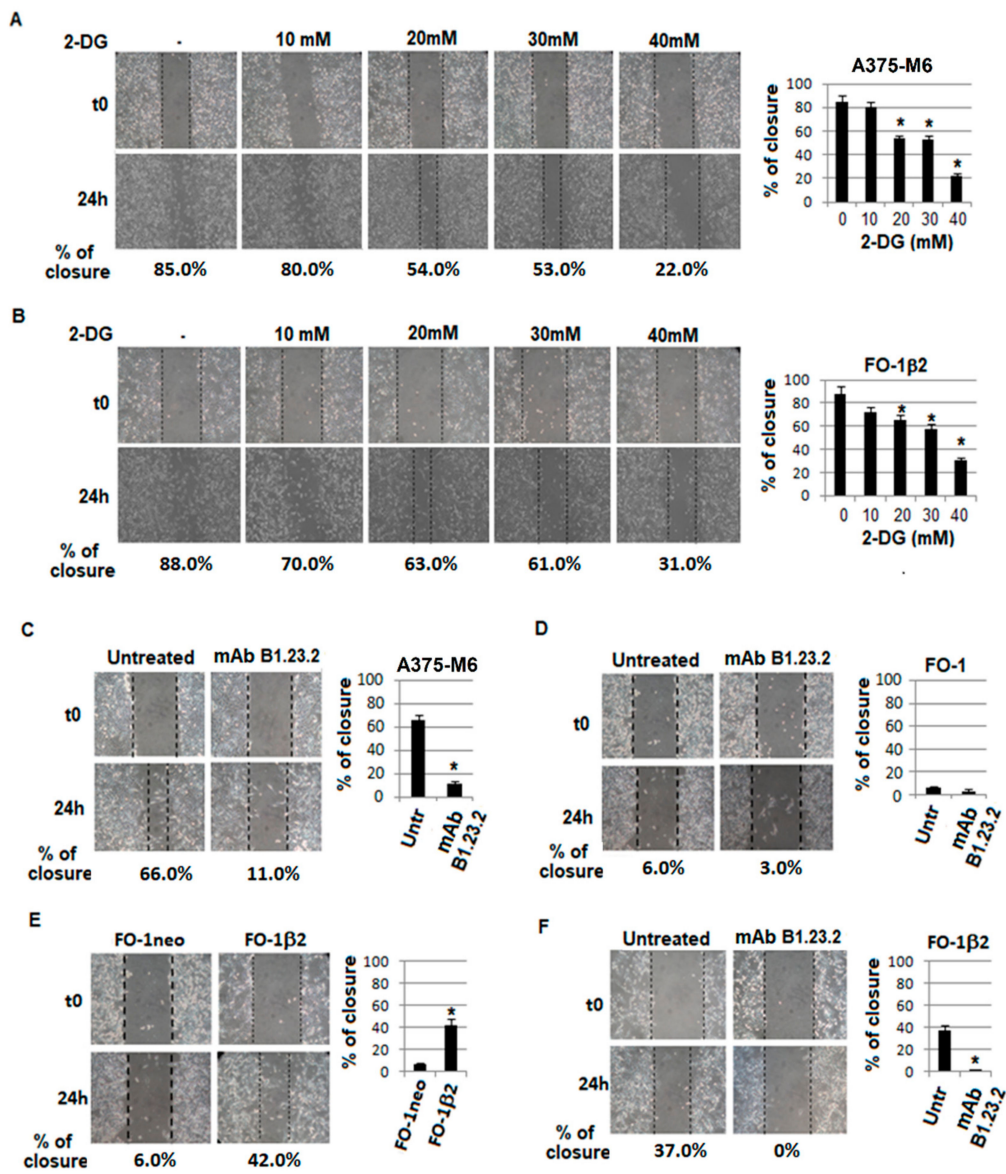 A
2-DG - 10 mM 20mM 30mM 40mM
t0
24h
% of
closure
85.0% 80.0% 54.0% 53.0% 22.0%
A375-M6
% of closure
100
80
60
40
20
0
0 10 20 30 40
2-DG (mM)
* * *
B
2-DG - 10 mM 20mM 30mM 40mM
t0
24h
% of
closure
88.0% 70.0% 63.0% 61.0% 31.0%
FO-1β2
% of closure
100
80
60
40
20
0
0 10 20 30 40
2-DG (mM)
* * *
C
Untreated mAb B1.23.2
t0
24h
% of
closure
66.0% 11.0%
A375-M6
% of closure
100
80
60
40
20
0
*
Untr
mAb
B1.23.2
D
Untreated mAb B1.23.2
t0
24h
% of
closure
6.0% 3.0%
FO-1
% of closure
100
80
60
40
20
0
Untr
mAb
B1.23.2
E
FO-1neo FO-1β2
t0
24h
% of
closure
6.0% 42.0%
% of closure
100
80
60
40
20
0
*
FO-1neo
FO-1β2
F
Untreated mAb B1.23.2
t0
24h
% of
closure
37.0% 0%
FO-1β2
% of closure
100
80
60
40
20
0
*
Untr
mAb
B1.23.2